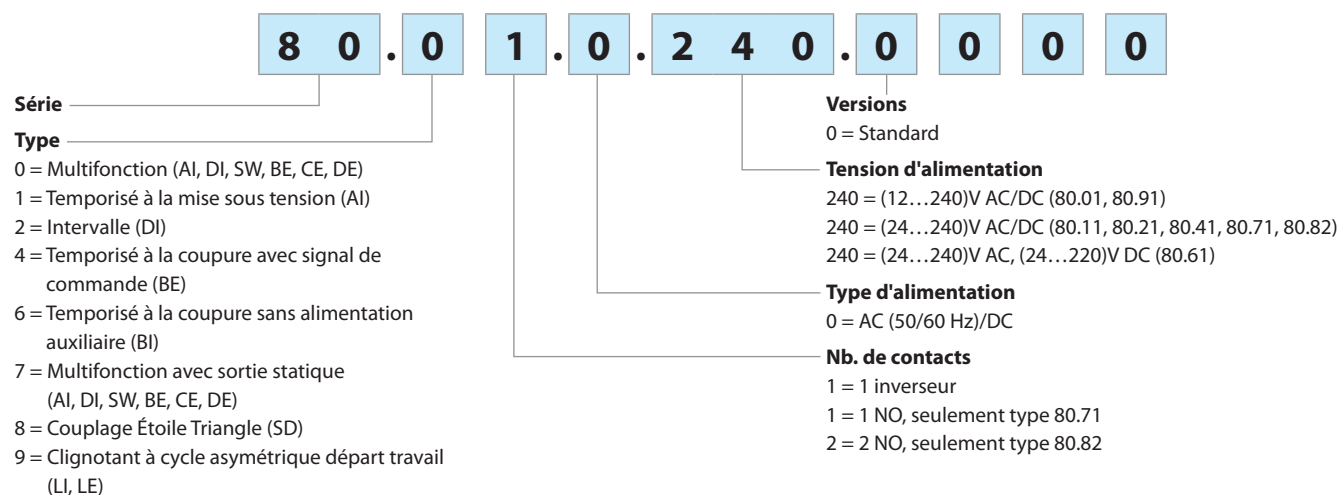 8 0 . 0 1 . 0 . 2 4 0 . 0 0 0 0
Série
Type
0 = Multifonction (AI, DI, SW, BE, CE, DE)
1 = Temporisé à la mise sous tension (AI)
2 = Intervalle (DI)
4 = Temporisé à la coupure avec signal de
commande (BE)
6 = Temporisé à la coupure sans alimentation
auxiliaire (BI)
7 = Multifonction avec sortie statique
(AI, DI, SW, BE, CE, DE)
8 = Couplage Étoile Triangle (SD)
9 = Clignotant à cycle asymétrique départ travail
(LI, LE)
Versions
0 = Standard
Tension d'alimentation
240 = (12…240)V AC/DC (80.01, 80.91)
240 = (24…240)V AC/DC (80.11, 80.21, 80.41, 80.71, 80.82)
240 = (24…240)V AC, (24…220)V DC (80.61)
Type d'alimentation
0 = AC (50/60 Hz)/DC
Nb. de contacts
1 = 1 inverseur
1 = 1 NO, seulement type 80.71
2 = 2 NO, seulement type 80.82